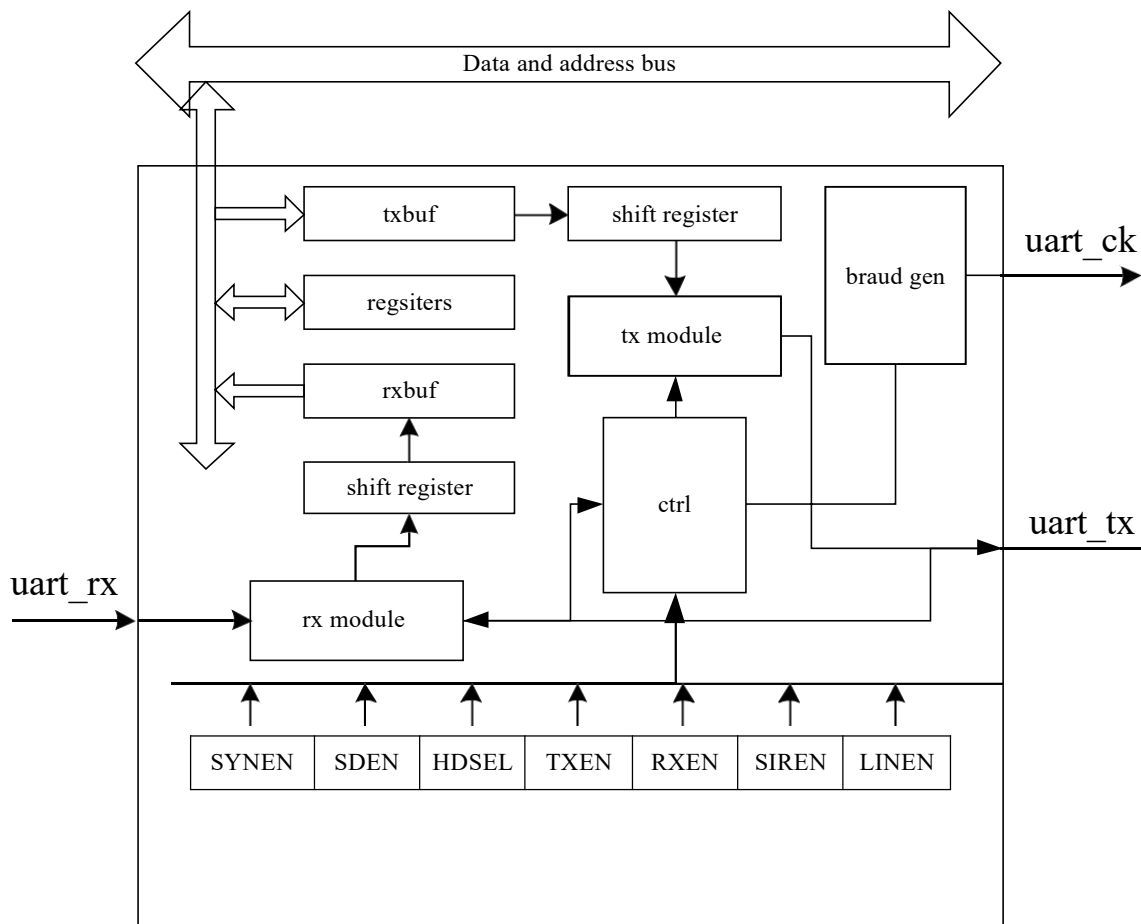 Data and address bus
txbuf
shift register
uart_ck
braud gen
regsiters
tx module
rxbuf
shift register
ctrl
uart_tx
uart_rx
rx module
SYNEN SDEN HDSEL TXEN RXEN SIREN LINEN